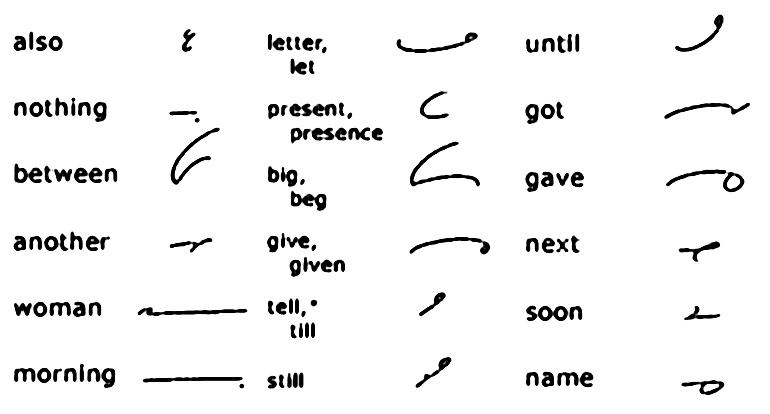 also letter, let until
nothing present, presence got
between big, beg gave
another give, given next
woman tell, till soon
morning still name